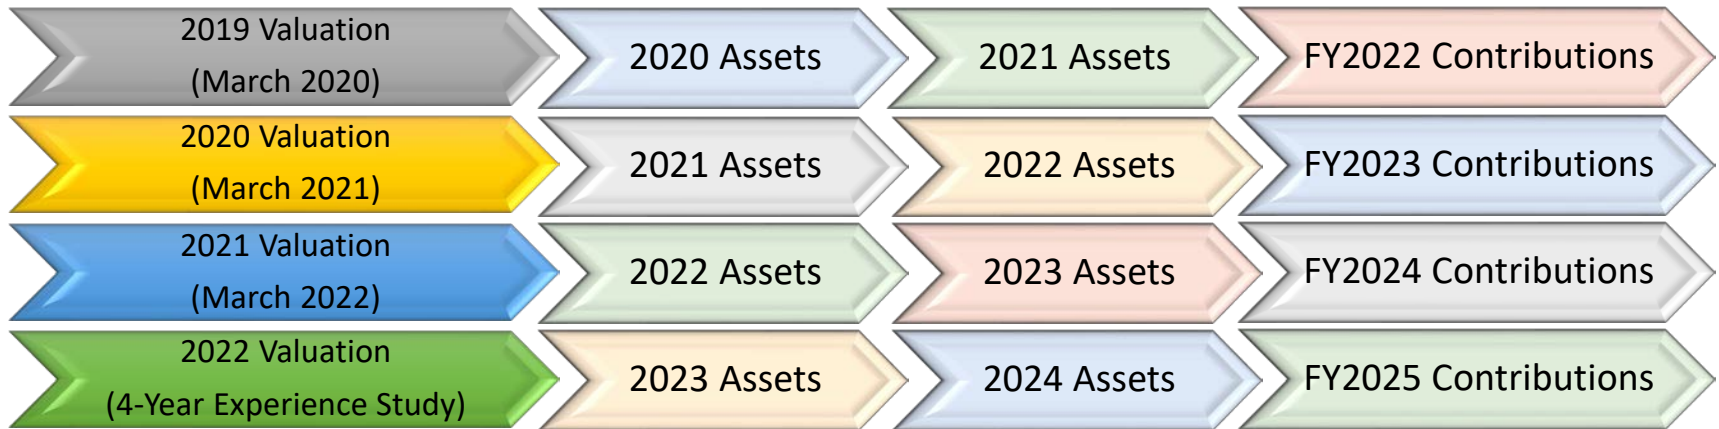 2019 Valuation
(March 2020)
2020 Assets
2021 Assets
FY2022 Contributions
2020 Valuation
(March 2021)
2021 Assets
2022 Assets
FY2023 Contributions
2021 Valuation
(March 2022)
2022 Assets
2023 Assets
FY2024 Contributions
2022 Valuation
(4-Year Experience Study)
2023 Assets
2024 Assets
FY2025 Contributions